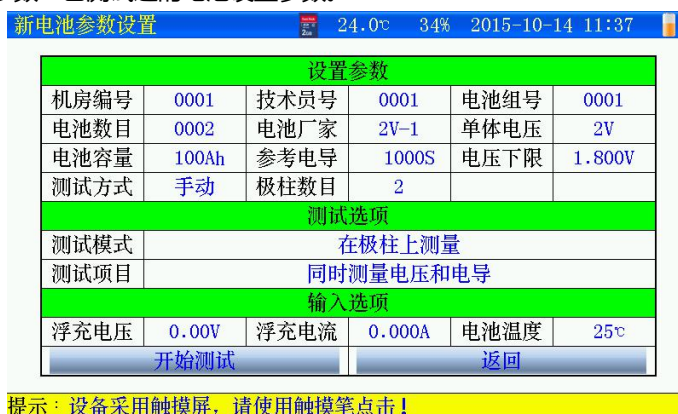 新电池参数设置 24.0℃ 34% 2015-10-14 11:37
设置参数
机房编号 0001 技术员号 0001 电池组号 0001
电池数目 0002 电池厂家 2V-1 单体电压 2V
电池容量 100Ah 参考电导 1000S 电压下限 1.800V
测试方式 手动 极柱数目 2
测试选项
测试模式 在极柱上测量
测试项目 同时测量电压和电导
输入选项
浮充电压 0.00V 浮充电流 0.000A 电池温度 25℃
开始测试 返回
提示：设备采用触摸屏，请使用触摸笔点击！